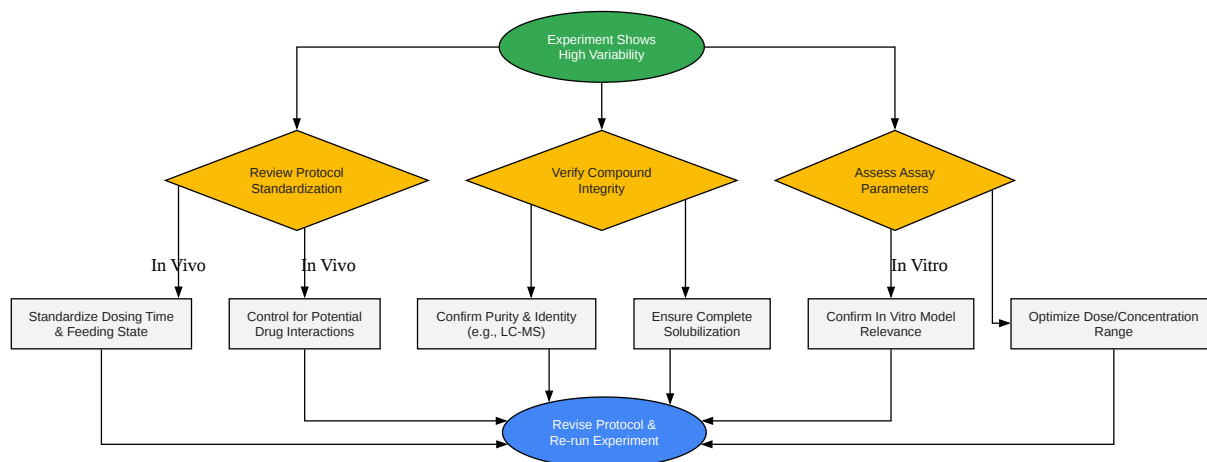 Experiment Shows
High Variability
Review Protocol
Standardization
Verify Compound
Integrity
Assess Assay
Parameters
In Vivo
In Vivo
In Vitro
Standardize Dosing Time
& Feeding State
Control for Potential
Drug Interactions
Confirm Purity & Identity
(e.g., LC-MS)
Ensure Complete
Solubilization
Confirm In Vitro Model
Relevance
Optimize Dose/Concentration
Range
Revise Protocol &
Re-run Experiment